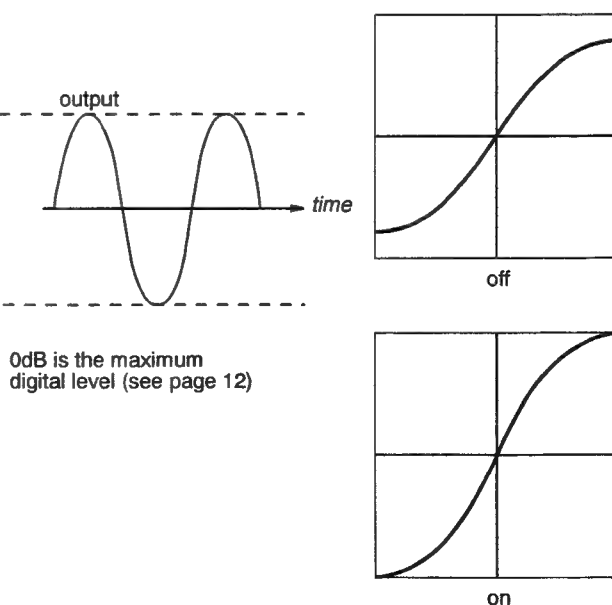 output
time
off
0dB is the maximum
digital level (see page 12)
on